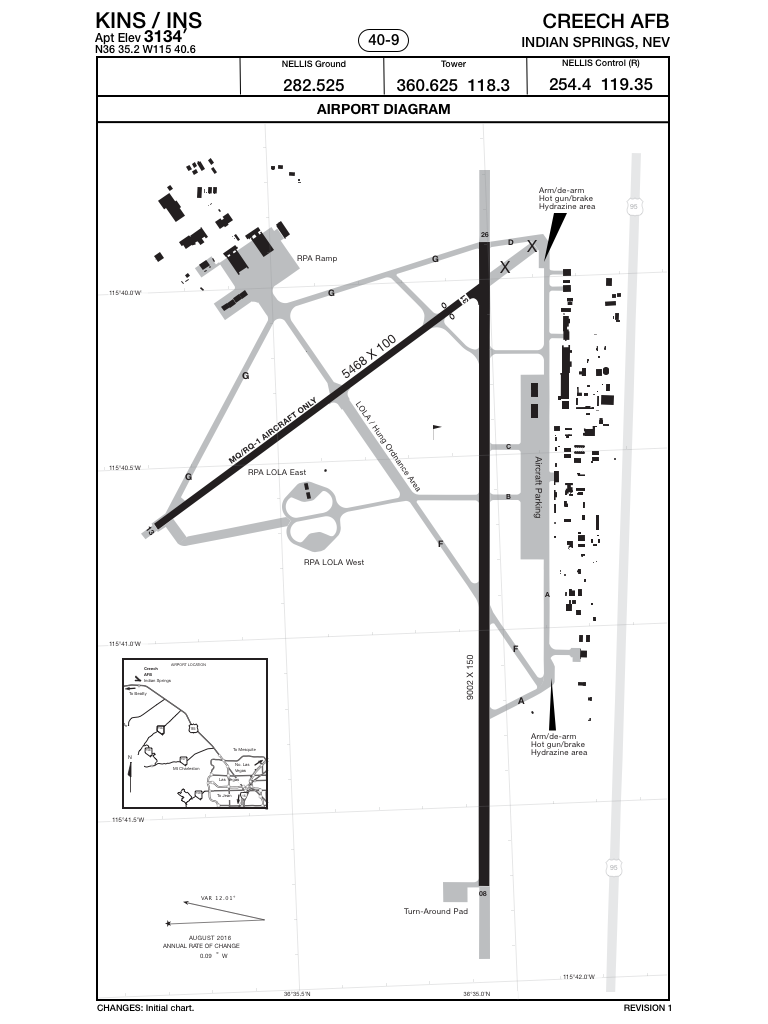 KINS / INS
Apt Elev 3134'
N36 35.2 W115 40.6
40-9
CREECH AFB
INDIAN SPRINGS, NEV
NELLIS Ground
282.525
Tower
360.625 118.3
NELLIS Control (R)
254.4 119.35
AIRPORT DIAGRAM
Arm/de-arm
Hot gun/brake
Hydrazine area
95
26
D
X
X
G
RPA Ramp
115°40.0'W
G
31
5468 X 100
G
MQ/RQ-1 AIRCRAFT ONLY
LOLA / Hung Ordnance Area
C
Aircraft Parking
115°40.5'W
RPA LOLA East
G
B
13
F
RPA LOLA West
A
115°41.0'W
F
9002 X 150
A
AIRPORT LOCATION
Creech
AFB
Indian Springs
To Beatty
95
To Mesquite
N
Mt Charleston
No. Las
Vegas
Las Vegas
To Jean
Arm/de-arm
Hot gun/brake
Hydrazine area
115°41.5'W
95
08
Turn-Around Pad
VAR 12.01°
AUGUST 2016
ANNUAL RATE OF CHANGE
0.09 ° W
115°42.0'W
36°35.5'N
36°35.0'N
CHANGES: Initial chart.
REVISION 1